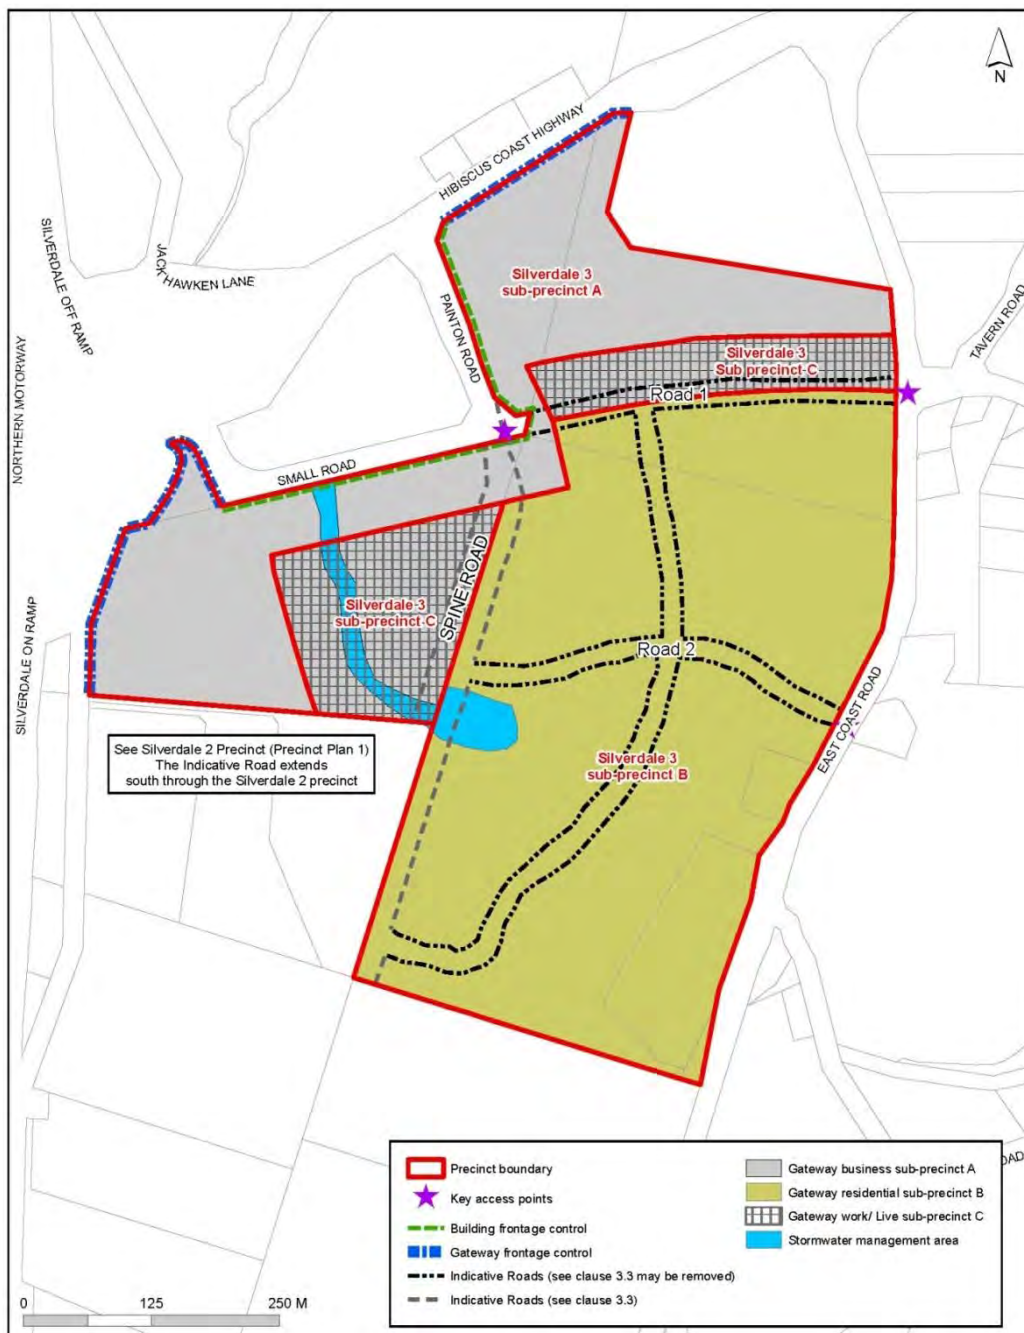 N
HIBISCUS COAST HIGHWAY
SILVERDALE OFF RAMP
JACK HAWKEN LANE
Silverdale 3
sub-precinct A
PAINTON ROAD
TAVERN ROAD
NORTHERN MOTORWAY
Silverdale 3
Sub precinct C
Road 1
SMALL ROAD
SPINE ROAD
Silverdale 3
sub-precinct C
Road 2
SILVERDALE ON RAMP
EAST COAST ROAD
See Silverdale 2 Precinct (Precinct Plan 1)
The Indicative Road extends
south through the Silverdale 2 precinct
Silverdale 3
sub-precinct B
OAD
Precinct boundary
Key access points
Building frontage control
Gateway frontage control
Indicative Roads (see clause 3.3 may be removed)
Indicative Roads (see clause 3.3)
Gateway business sub-precinct A
Gateway residential sub-precinct B
Gateway work/ Live sub-precinct C
Stormwater management area
0 125 250 M